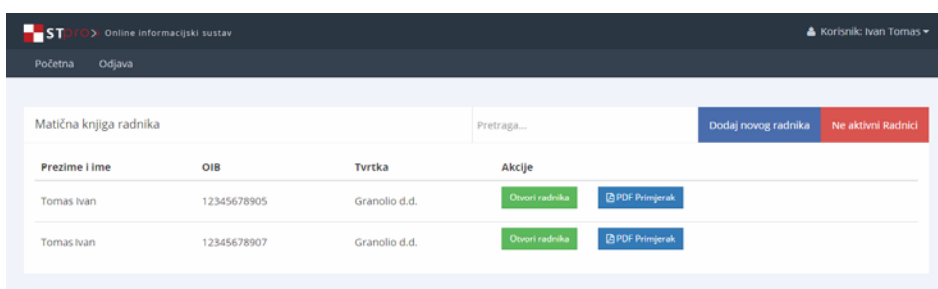 STpro> Online informacijski sustav Korisnik: Ivan Tomas
Početna Odjava
Matična knjiga radnika Pretraga... Dodaj novog radnika Ne aktivni Radnici
Prezime i ime OIB Tvrtka Akcije
Tomas Ivan 12345678905 Granolio d.d. Otvori radnika PDF Primjerak
Tomas Ivan 12345678907 Granolio d.d. Otvori radnika PDF Primjerak